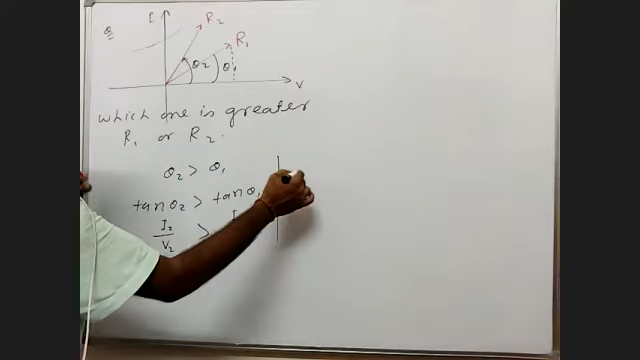 Q
I
R2
R1
θ2
θ1
V
which one is greater
R1 or R2.
θ2 > θ1
tan θ2 > tan θ1
I2/V2 > I